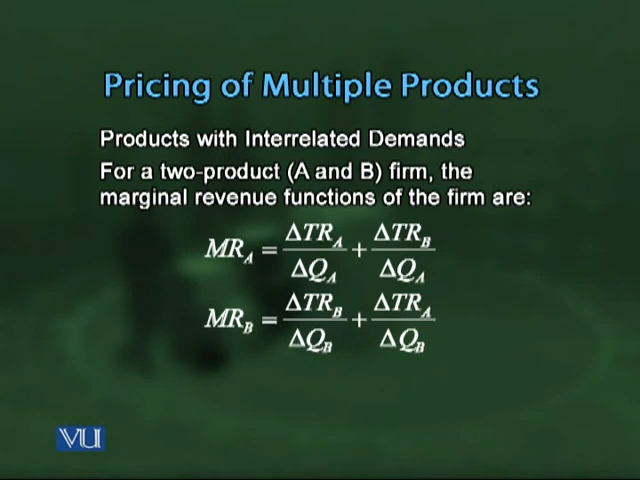 Pricing of Multiple Products
Products with Interrelated Demands
For a two-product (A and B) firm, the
marginal revenue functions of the firm are:
MR_A = ΔTR_A/ΔQ_A + ΔTR_B/ΔQ_A
MR_B = ΔTR_B/ΔQ_B + ΔTR_A/ΔQ_B
VU